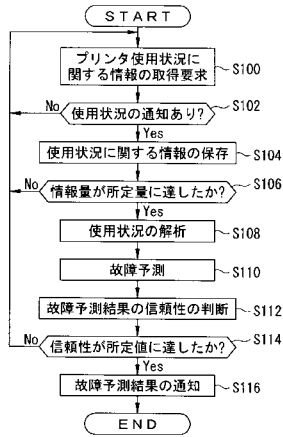 START
プリンタ使用状況に
関する情報の取得要求
S100
使用状況の通知あり?
S102
No
Yes
使用状況に関する情報の保存
S104
情報量が所定量に達したか?
S106
No
Yes
使用状況の解析
S108
故障予測
S110
故障予測結果の信頼性の判断
S112
信頼性が所定値に達したか?
S114
No
Yes
故障予測結果の通知
S116
END